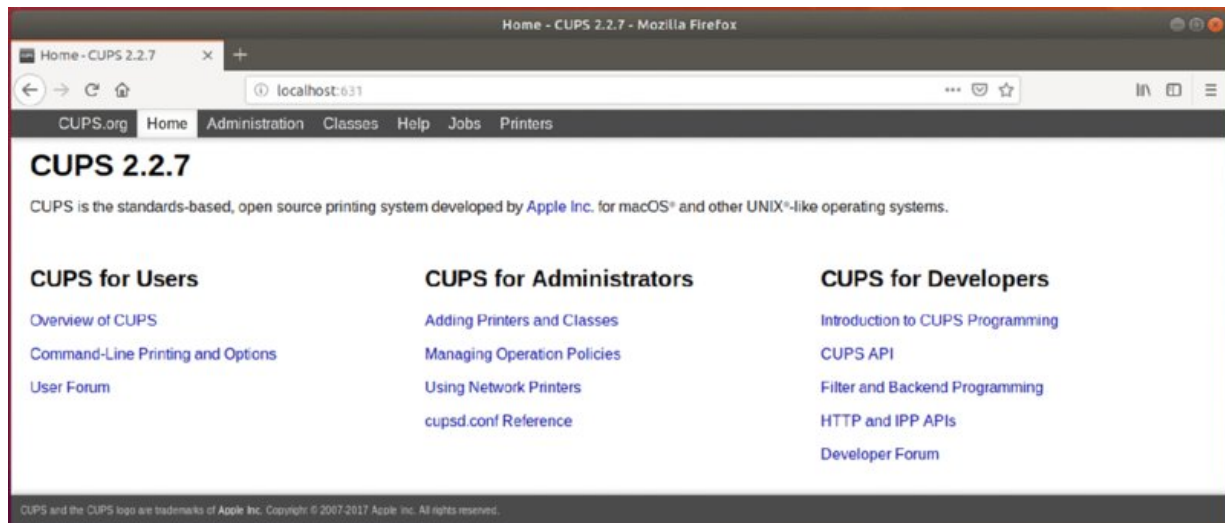 Home - CUPS 2.2.7 - Mozilla Firefox
Home - CUPS 2.2.7
localhost:631
CUPS.org Home Administration Classes Help Jobs Printers
CUPS 2.2.7
CUPS is the standards-based, open source printing system developed by Apple Inc. for macOS® and other UNIX®-like operating systems.
CUPS for Users
Overview of CUPS
Command-Line Printing and Options
User Forum
CUPS for Administrators
Adding Printers and Classes
Managing Operation Policies
Using Network Printers
cupsd.conf Reference
CUPS for Developers
Introduction to CUPS Programming
CUPS API
Filter and Backend Programming
HTTP and IPP APIs
Developer Forum
CUPS and the CUPS logo are trademarks of Apple Inc. Copyright © 2007-2017 Apple Inc. All rights reserved.